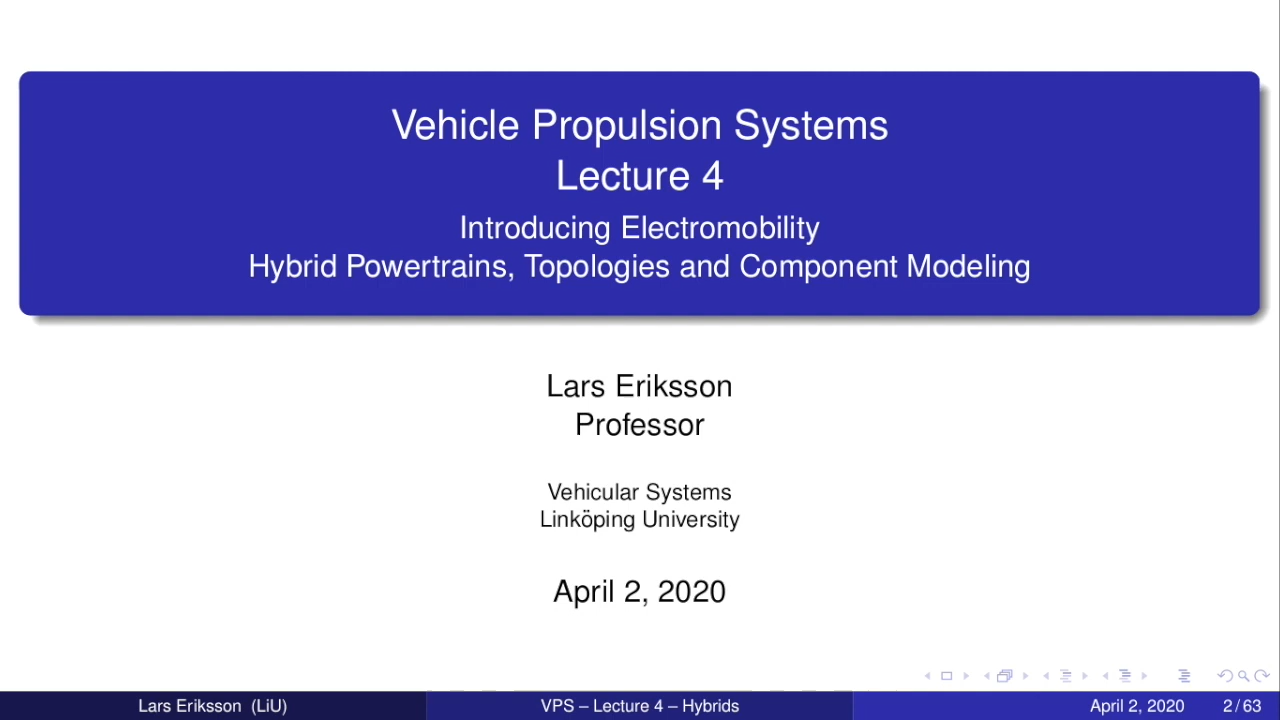 Vehicle Propulsion Systems
Lecture 4
Introducing Electromobility
Hybrid Powertrains, Topologies and Component Modeling
Lars Eriksson
Professor
Vehicular Systems
Linköping University
April 2, 2020
Lars Eriksson (LiU)
VPS – Lecture 4 – Hybrids
April 2, 2020
2 / 63